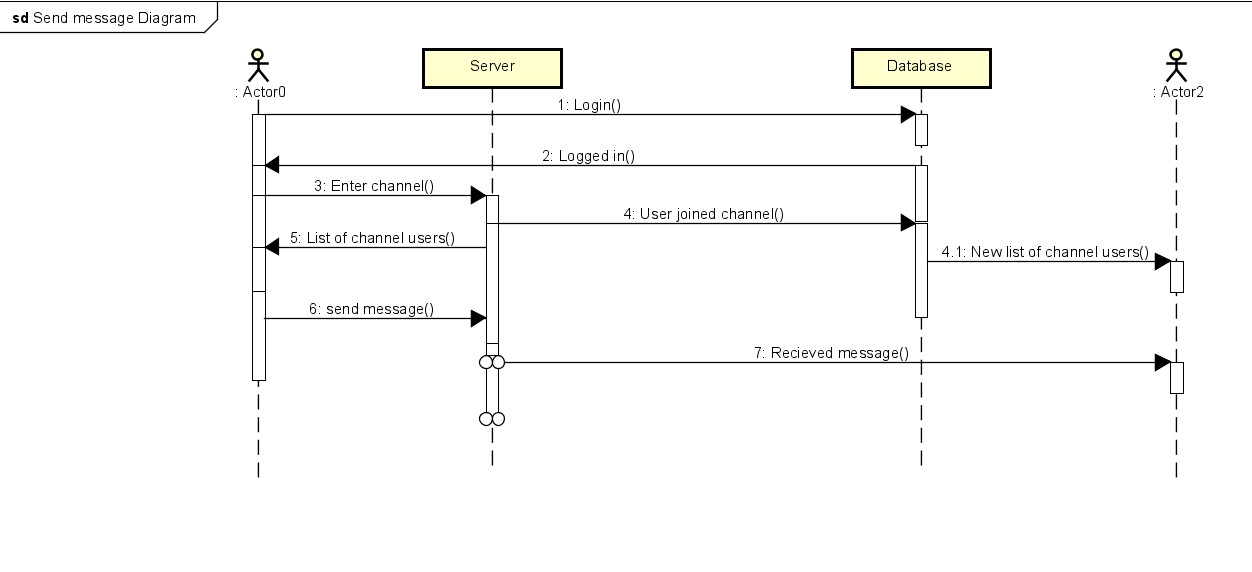 sd Send message Diagram
Server
Database
: Actor0
: Actor2
1: Login()
2: Logged in()
3: Enter channel()
4: User joined channel()
5: List of channel users()
4.1: New list of channel users()
6: send message()
7: Recieved message()